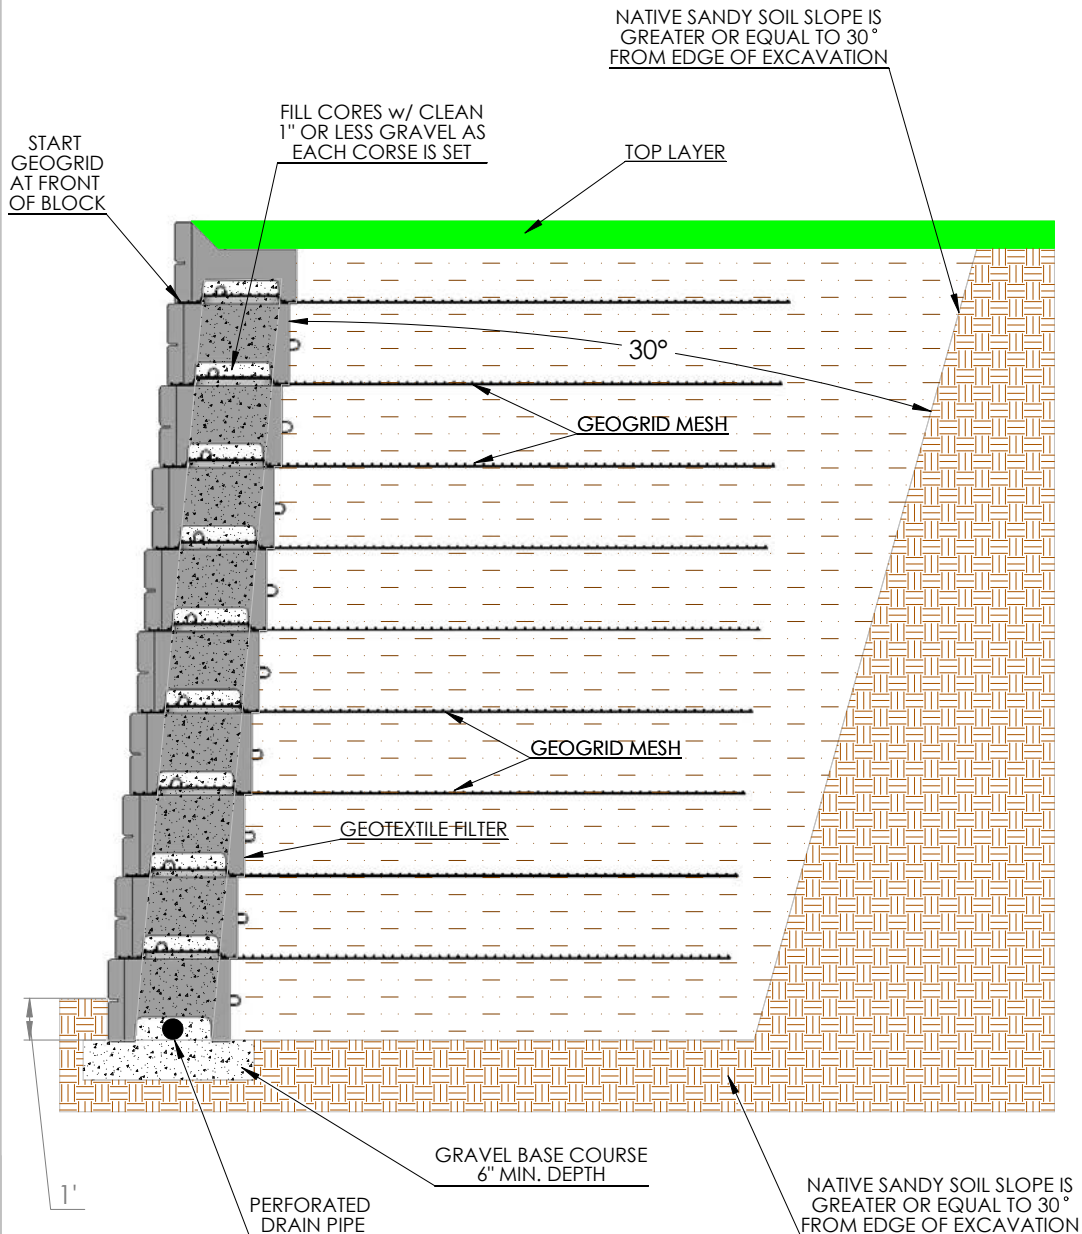 NATIVE SANDY SOIL SLOPE IS
GREATER OR EQUAL TO 30°
FROM EDGE OF EXCAVATION
FILL CORES w/ CLEAN
1" OR LESS GRAVEL AS
EACH CORSE IS SET
START
GEOGRID
AT FRONT
OF BLOCK
TOP LAYER
30°
GEOGRID MESH
GEOGRID MESH
GEOTEXTILE FILTER
GRAVEL BASE COURSE
6" MIN. DEPTH
1'
PERFORATED
DRAIN PIPE
NATIVE SANDY SOIL SLOPE IS
GREATER OR EQUAL TO 30°
FROM EDGE OF EXCAVATION